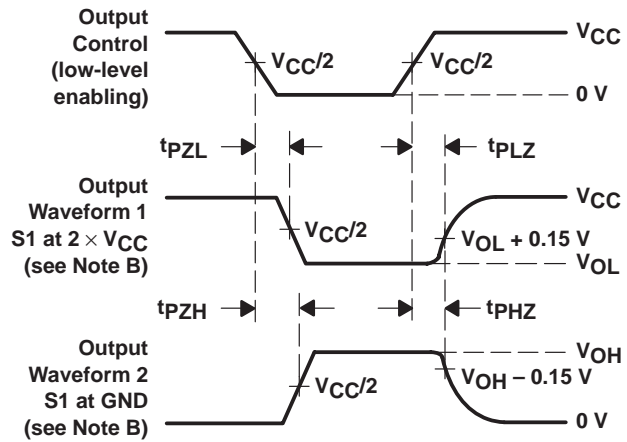 Output
Control
(low-level
enabling)
VCC/2
VCC/2
VCC
0 V
tPZL
tPLZ
Output
Waveform 1
S1 at 2 × VCC
(see Note B)
VCC/2
VCC
VOL + 0.15 V
VOL
tPZH
tPHZ
Output
Waveform 2
S1 at GND
(see Note B)
VCC/2
VOH
VOH – 0.15 V
0 V